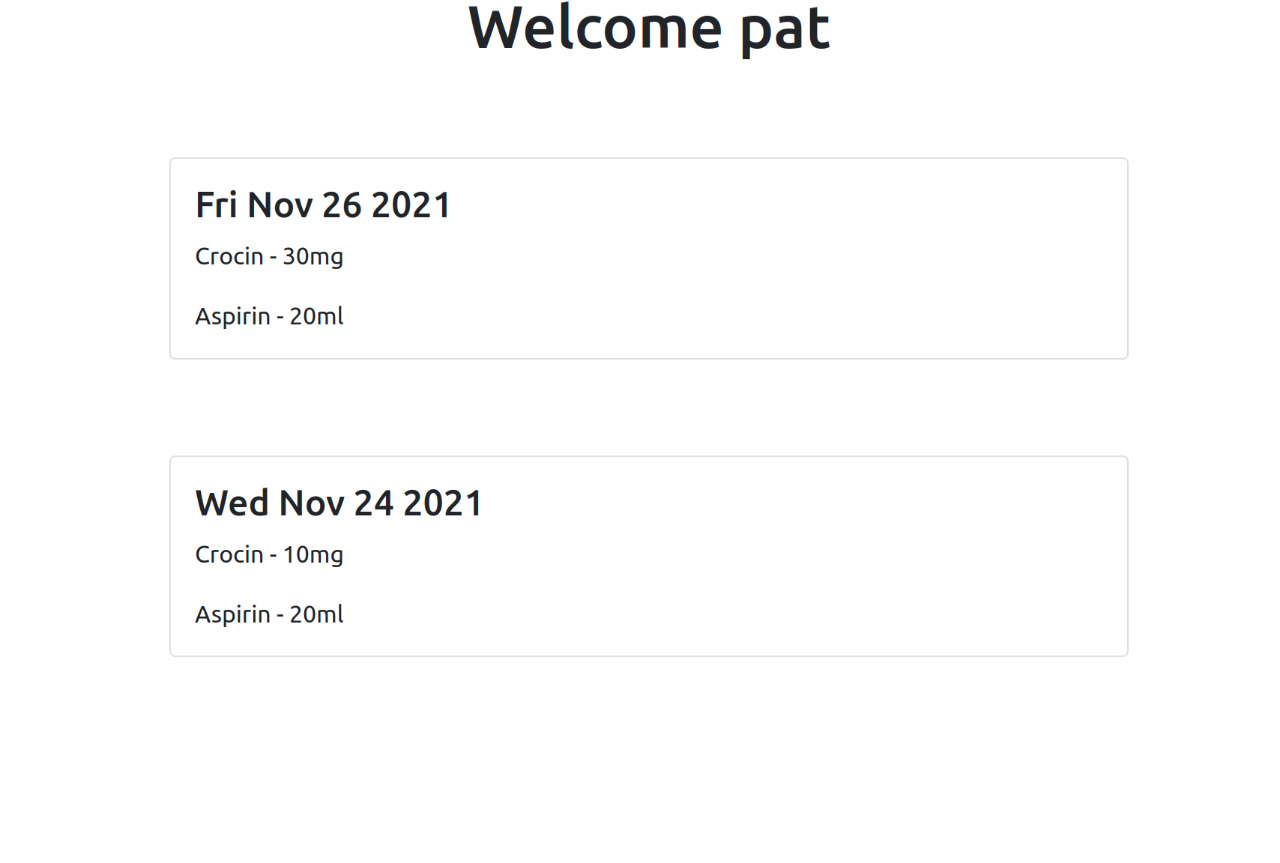 Welcome pat
Fri Nov 26 2021
Crocin - 30mg
Aspirin - 20ml
Wed Nov 24 2021
Crocin - 10mg
Aspirin - 20ml